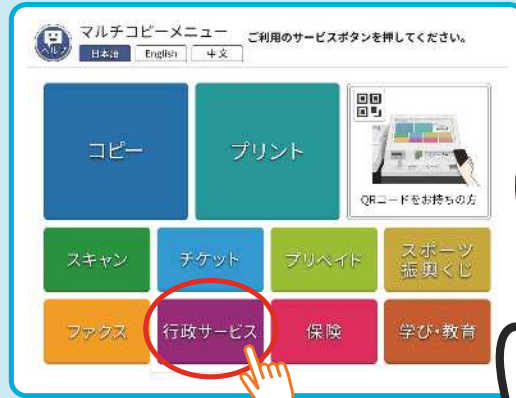 マルチコピーメニュー
ご利用のサービスボタンを押してください。
ヘルプ
日本語 English 中文
コピー
プリント
QRコードをお持ちの方
スキャン
チケット
プリペイド
スポーツ
振興くじ
ファクス
行政サービス
保険
学び・教育